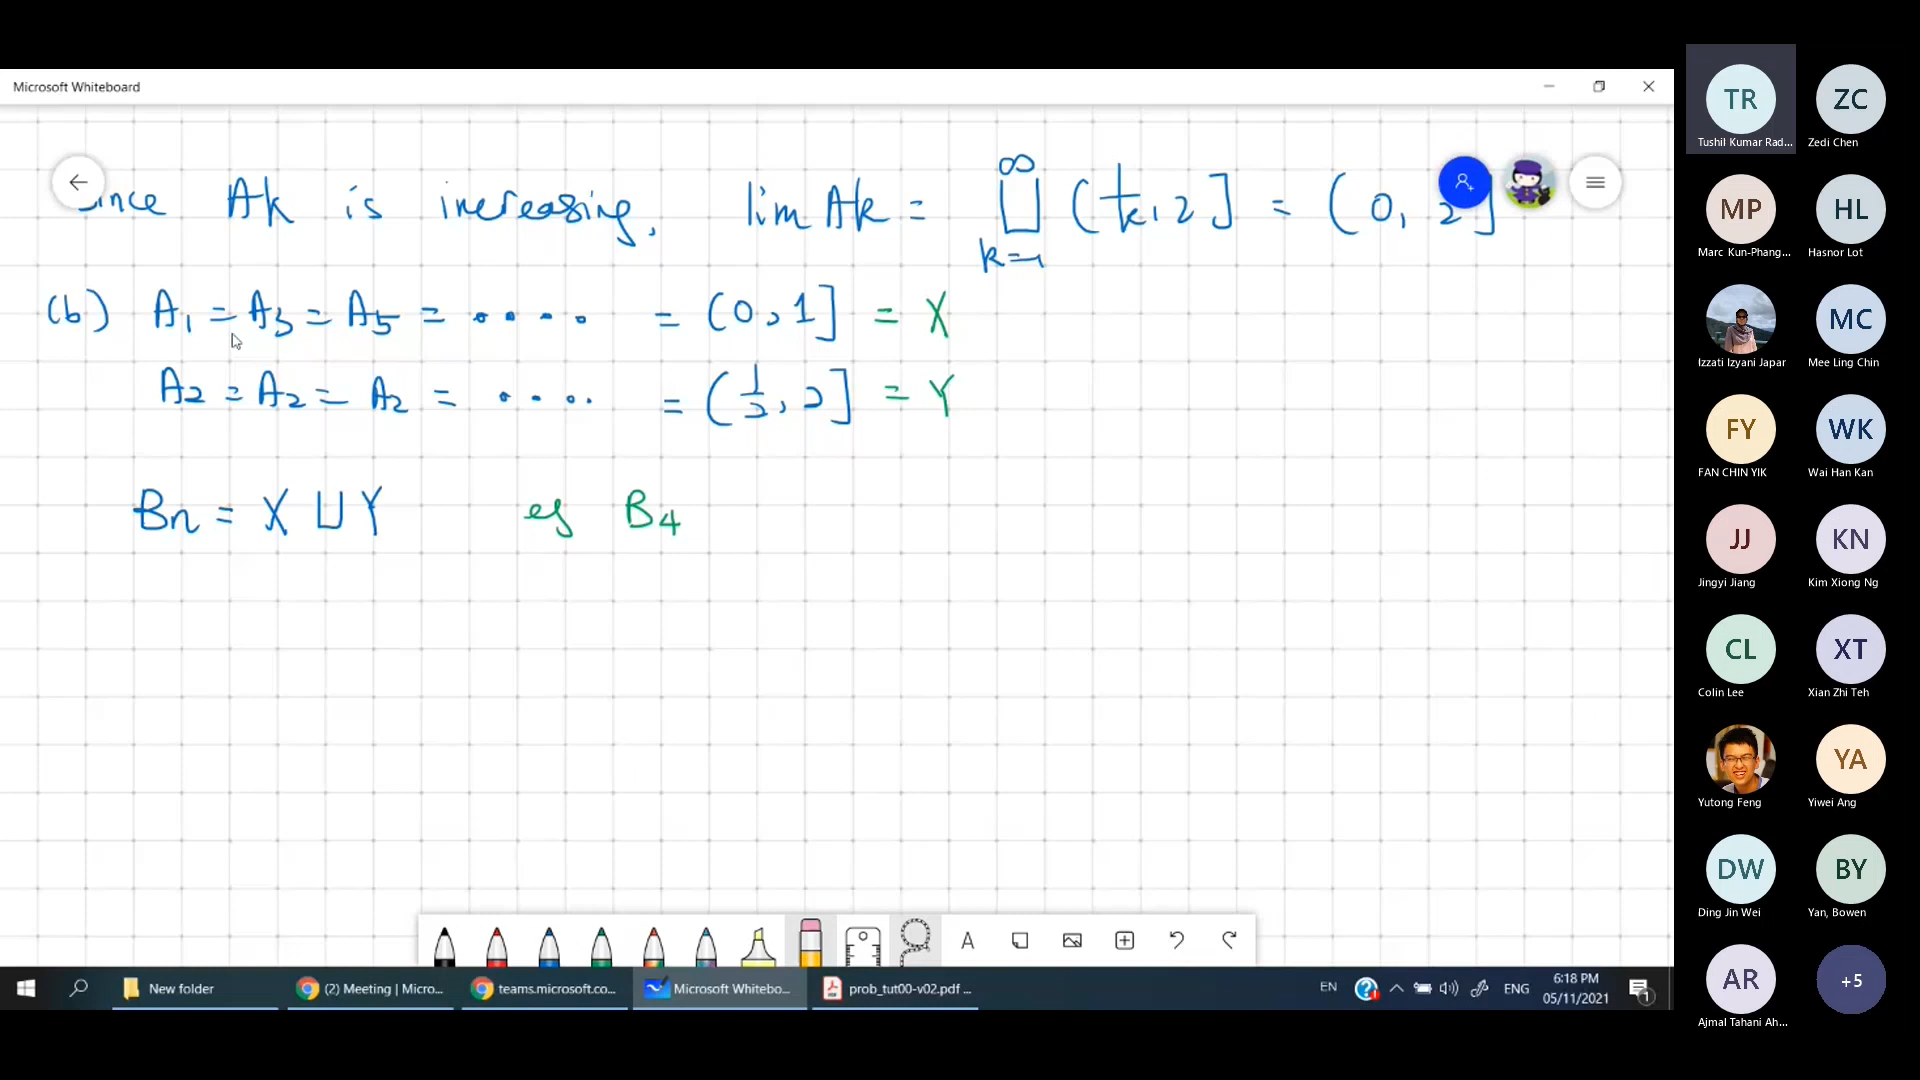 Microsoft Whiteboard
since Ak is increasing, lim Ak = ∞ ⋃ k=1 (1/k, 2] = (0, 2]
(b) A1 = A3 = A5 = .... = (0, 1] = X
A2 = A2 = A2 = .... = (1/2, 2] = Y
Bn = X ∪ Y eg B4
TR ZC
Tushil Kumar Rad... Zedi Chen
MP HL
Marc Kun-Phang... Hasnor Lot
MC
Izzati Izyani Japar Mee Ling Chin
FY WK
FAN CHIN YIK Wai Han Kan
JJ KN
Jingyi Jiang Kim Xiong Ng
CL XT
Colin Lee Xian Zhi Teh
YA
Yutong Feng Yiwei Ang
DW BY
Ding Jin Wei Yan, Bowen
AR +5
Ajmal Tahani Ah...
A
New folder (2) Meeting | Micro... teams.microsoft.co... Microsoft Whitebo... prob_tut00-v02.pdf ... EN ENG 6:18 PM
05/11/2021 1